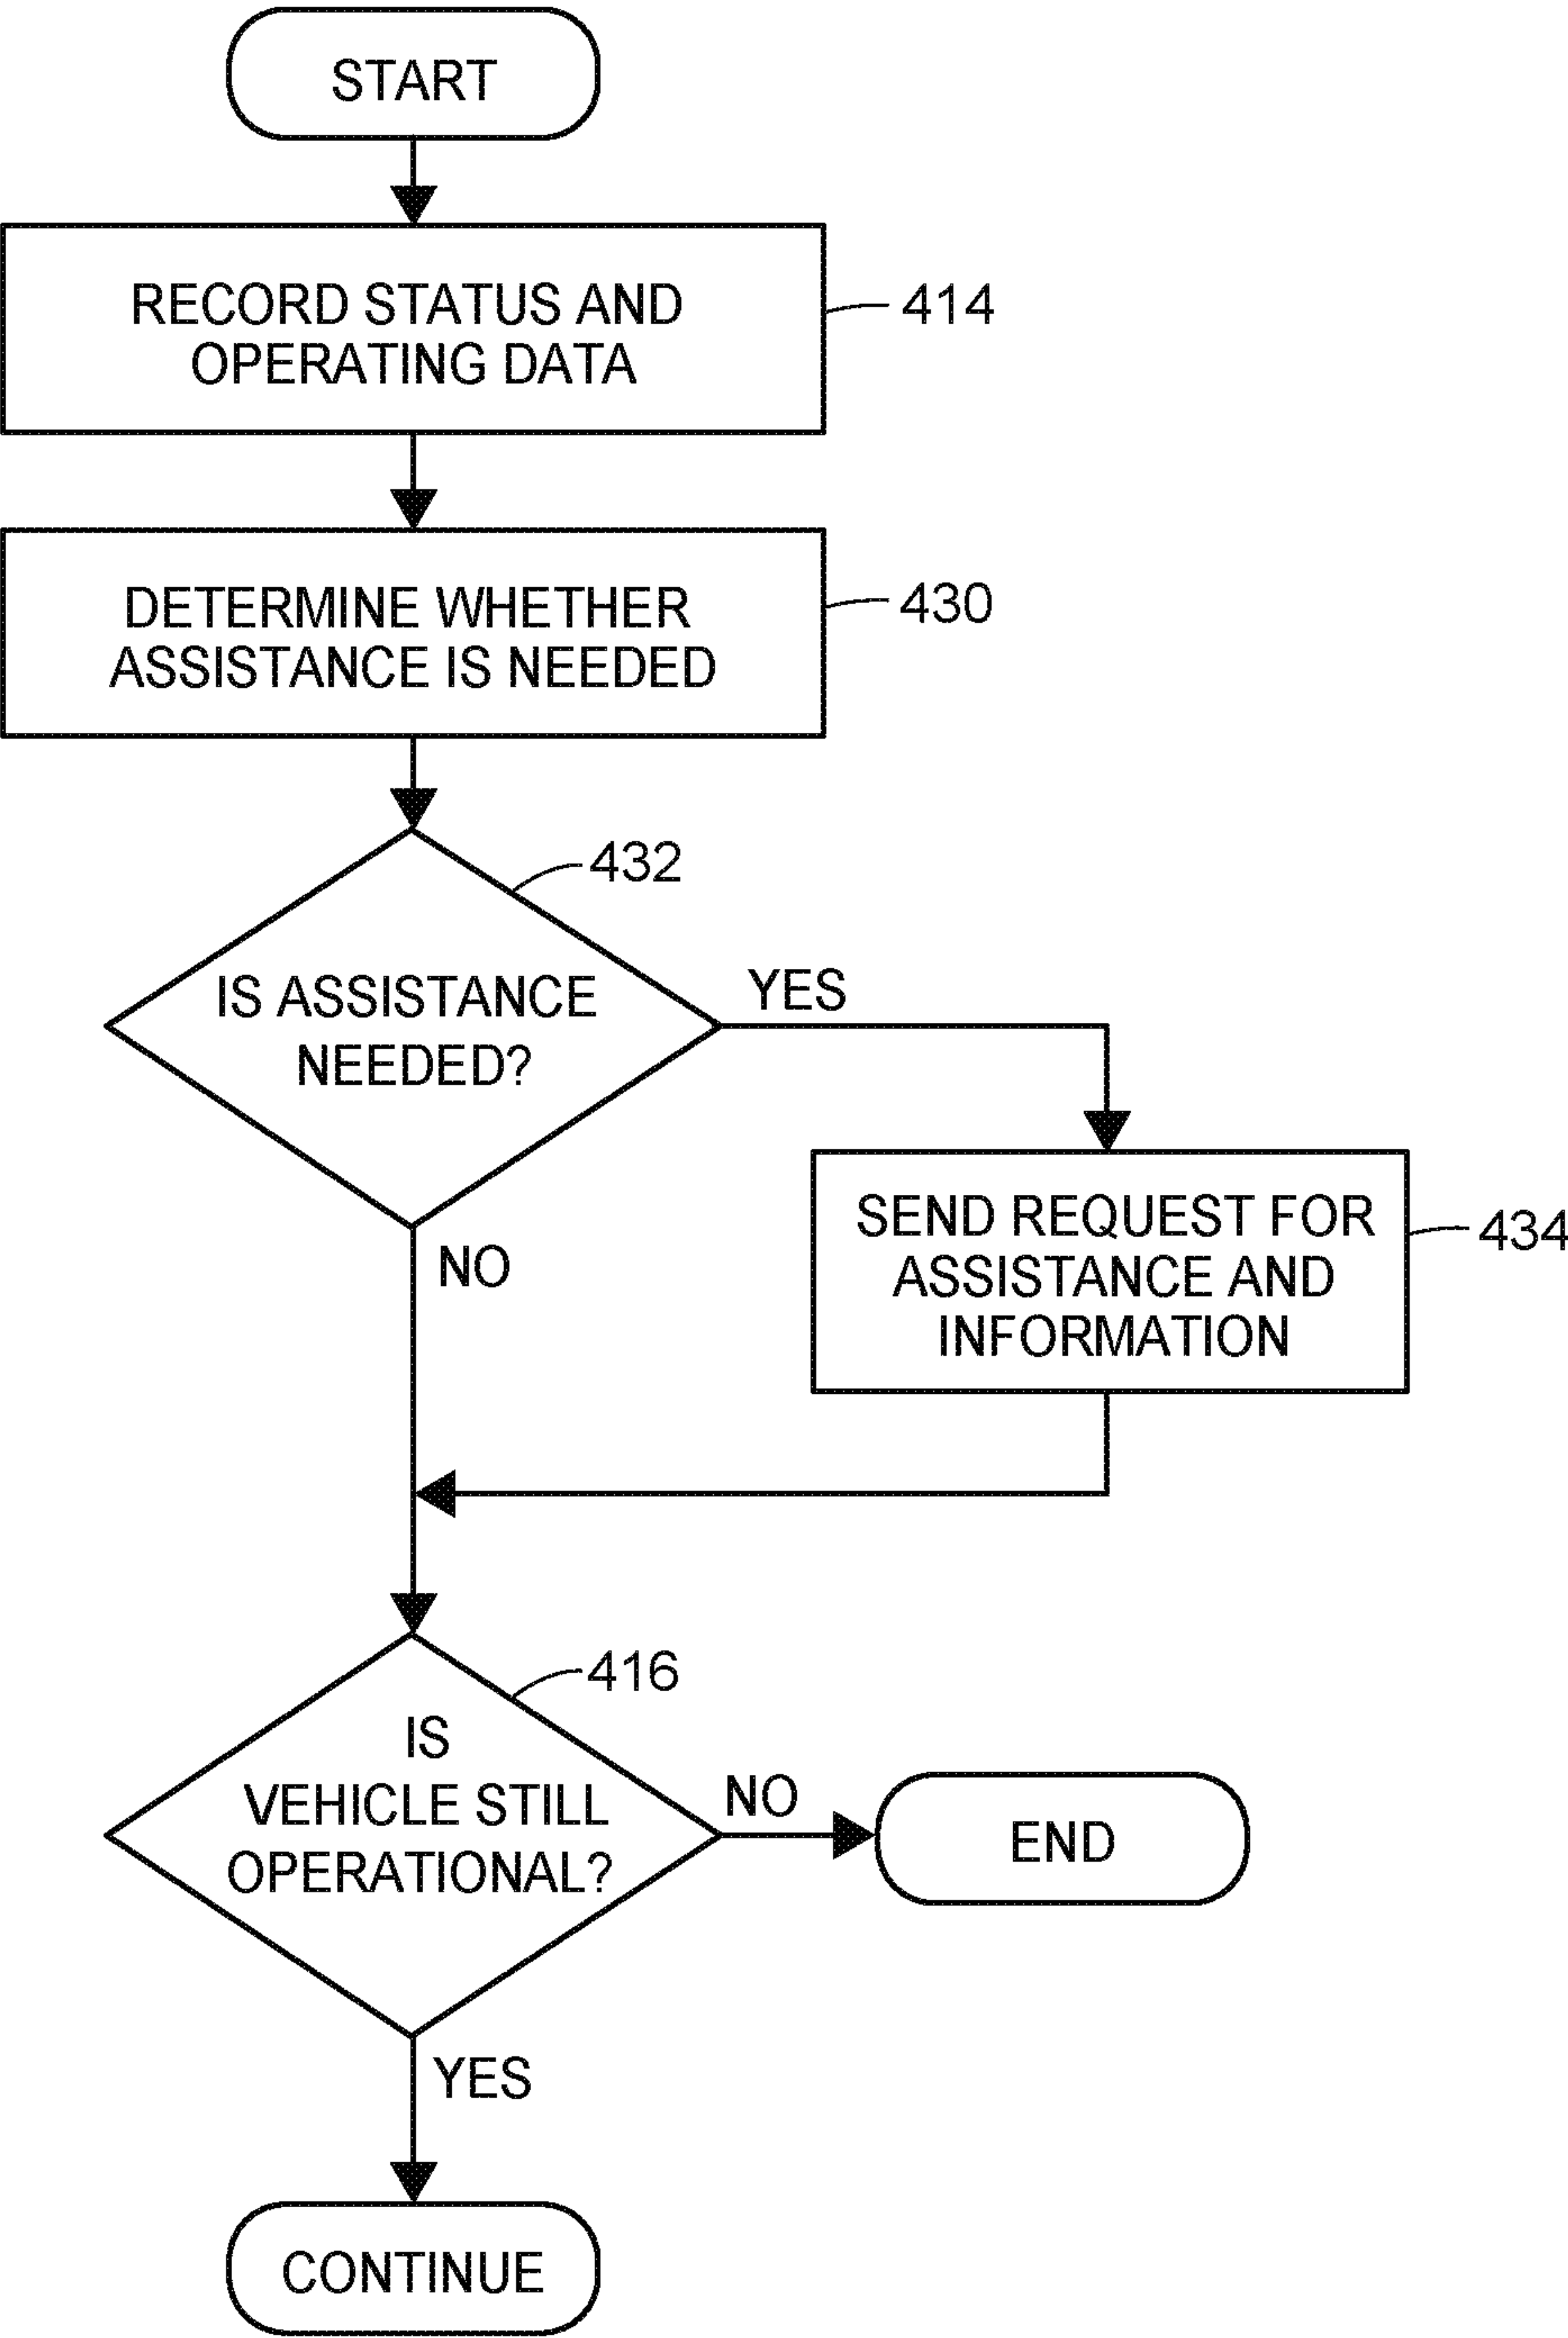 START
RECORD STATUS AND
OPERATING DATA
414
DETERMINE WHETHER
ASSISTANCE IS NEEDED
430
432
IS ASSISTANCE
NEEDED?
YES
NO
SEND REQUEST FOR
ASSISTANCE AND
INFORMATION
434
416
IS
VEHICLE STILL
OPERATIONAL?
NO
END
YES
CONTINUE